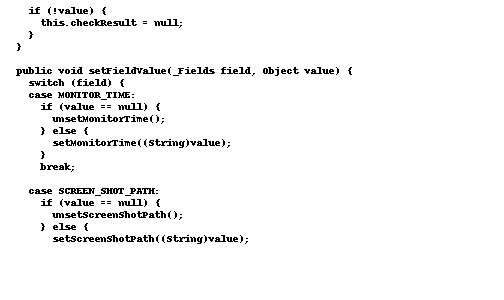 if (!value) {
this.checkResult = null;
}
}
public void setFieldValue(_Fields field, Object value) {
switch (field) {
case MONITOR_TIME:
if (value == null) {
unsetMonitorTime();
} else {
setMonitorTime((String)value);
}
break;
case SCREEN_SHOT_PATH:
if (value == null) {
unsetScreenShotPath();
} else {
setScreenShotPath((String)value);